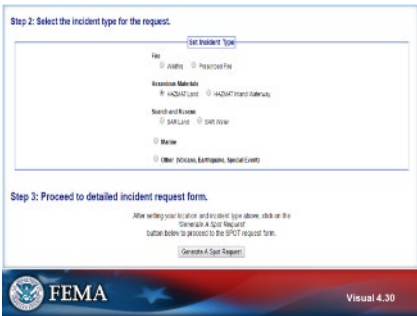 Step 2: Select the incident type for the request.
Set Incident Type
Fire
Wildfire Prescribed Fire
Hazardous Materials
HAZMAT Land HAZMAT Inland Waterway
Search and Rescue
SAR Land SAR Water
Marine
Other (Volcano, Earthquake, Special Event)
Step 3: Proceed to detailed incident request form.
After setting your location and incident type above, click on the
'Generate A Spot Request'
button below to proceed to the SPOT request form.
Generate A Spot Request
FEMA
Visual 4.30